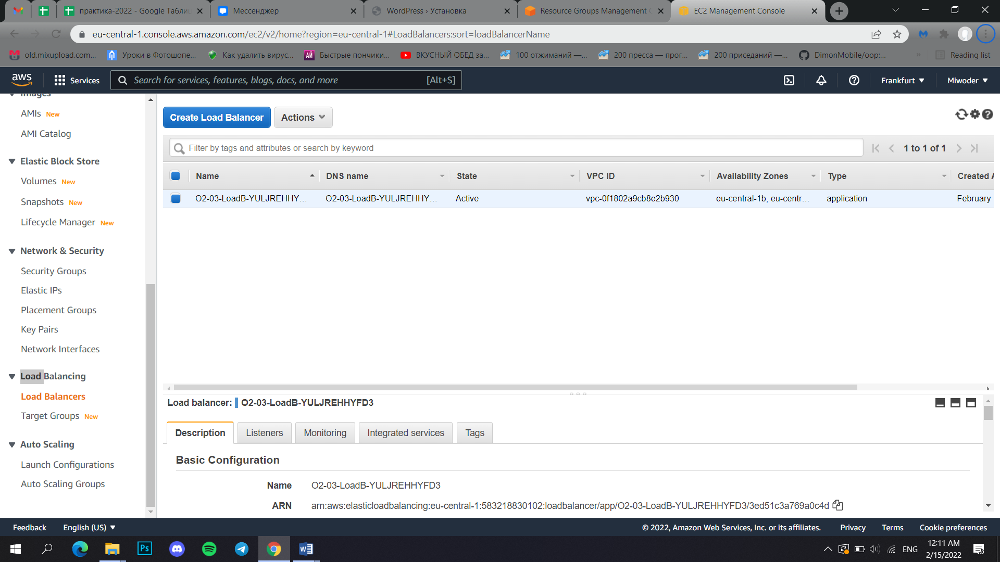 практика-2022 - Google Таблиц
Мессенджер
WordPress › Установка
Resource Groups Management C
EC2 Management Console
eu-central-1.console.aws.amazon.com/ec2/v2/home?region=eu-central-1#LoadBalancers:sort=loadBalancerName
old.mixupload.com...
Уроки в Фотошопе...
Как удалить вирус...
АЙ
Быстрые пончики...
ВКУСНЫЙ ОБЕД за...
100 отжиманий —...
200 пресса — прог...
200 приседаний —...
DimonMobile/oop:...
»
Reading list
aws
Services
Search for services, features, blogs, docs, and more
[Alt+S]
Frankfurt
Miwoder
Images
AMIs New
AMI Catalog
Elastic Block Store
Volumes New
Snapshots New
Lifecycle Manager New
Network & Security
Security Groups
Elastic IPs
Placement Groups
Key Pairs
Network Interfaces
Load Balancing
Load Balancers
Target Groups New
Auto Scaling
Launch Configurations
Auto Scaling Groups
Create Load Balancer
Actions
Filter by tags and attributes or search by keyword
1 to 1 of 1
Name DNS name State VPC ID Availability Zones Type Created A
O2-03-LoadB-YULJREHHY... O2-03-LoadB-YULJREHHY... Active vpc-0f1802a9cb8e2b930 eu-central-1b, eu-centr... application February
Load balancer: O2-03-LoadB-YULJREHHYFD3
Description Listeners Monitoring Integrated services Tags
Basic Configuration
Name O2-03-LoadB-YULJREHHYFD3
ARN arn:aws:elasticloadbalancing:eu-central-1:583218830102:loadbalancer/app/O2-03-LoadB-YULJREHHYFD3/3ed51c3a769a0c4d
Feedback English (US)
© 2022, Amazon Web Services, Inc. or its affiliates. Privacy Terms Cookie preferences
Ps
W
ENG
12:11 AM
2/15/2022